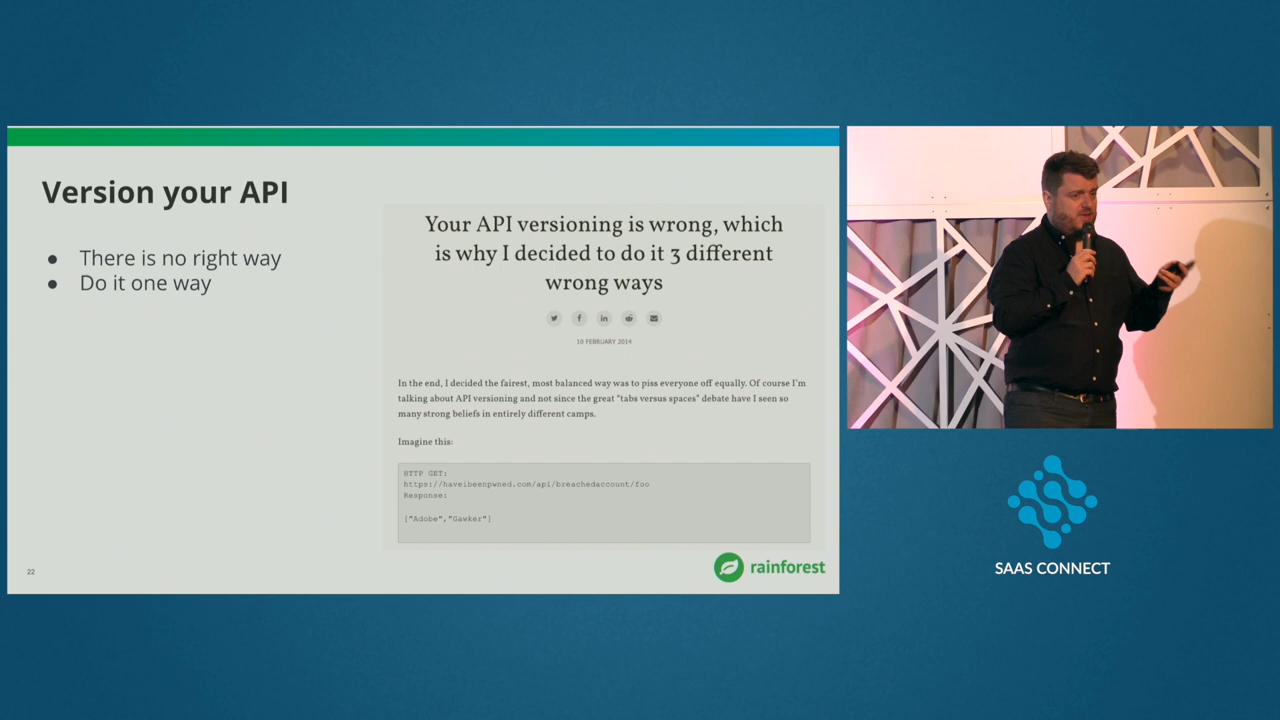 Version your API
● There is no right way
● Do it one way
Your API versioning is wrong, which
is why I decided to do it 3 different
wrong ways
10 FEBRUARY 2014
In the end, I decided the fairest, most balanced way was to piss everyone off equally. Of course I'm
talking about API versioning and not since the great "tabs versus spaces" debate have I seen so
many strong beliefs in entirely different camps.
Imagine this:
HTTP GET:
https://haveibeenpwned.com/api/breachedaccount/foo
Response:
["Adobe","Gawker"]
22
rainforest
SAAS CONNECT